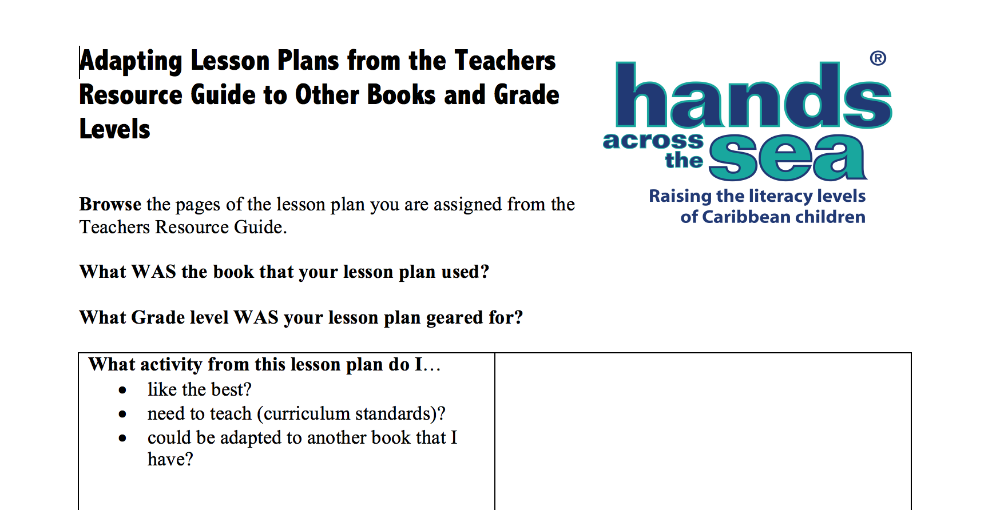 Adapting Lesson Plans from the Teachers
Resource Guide to Other Books and Grade
Levels
®
hands
across
the
sea
Raising the literacy levels
of Caribbean children
Browse the pages of the lesson plan you are assigned from the
Teachers Resource Guide.
What WAS the book that your lesson plan used?
What Grade level WAS your lesson plan geared for?
What activity from this lesson plan do I…
• like the best?
• need to teach (curriculum standards)?
• could be adapted to another book that I
have?